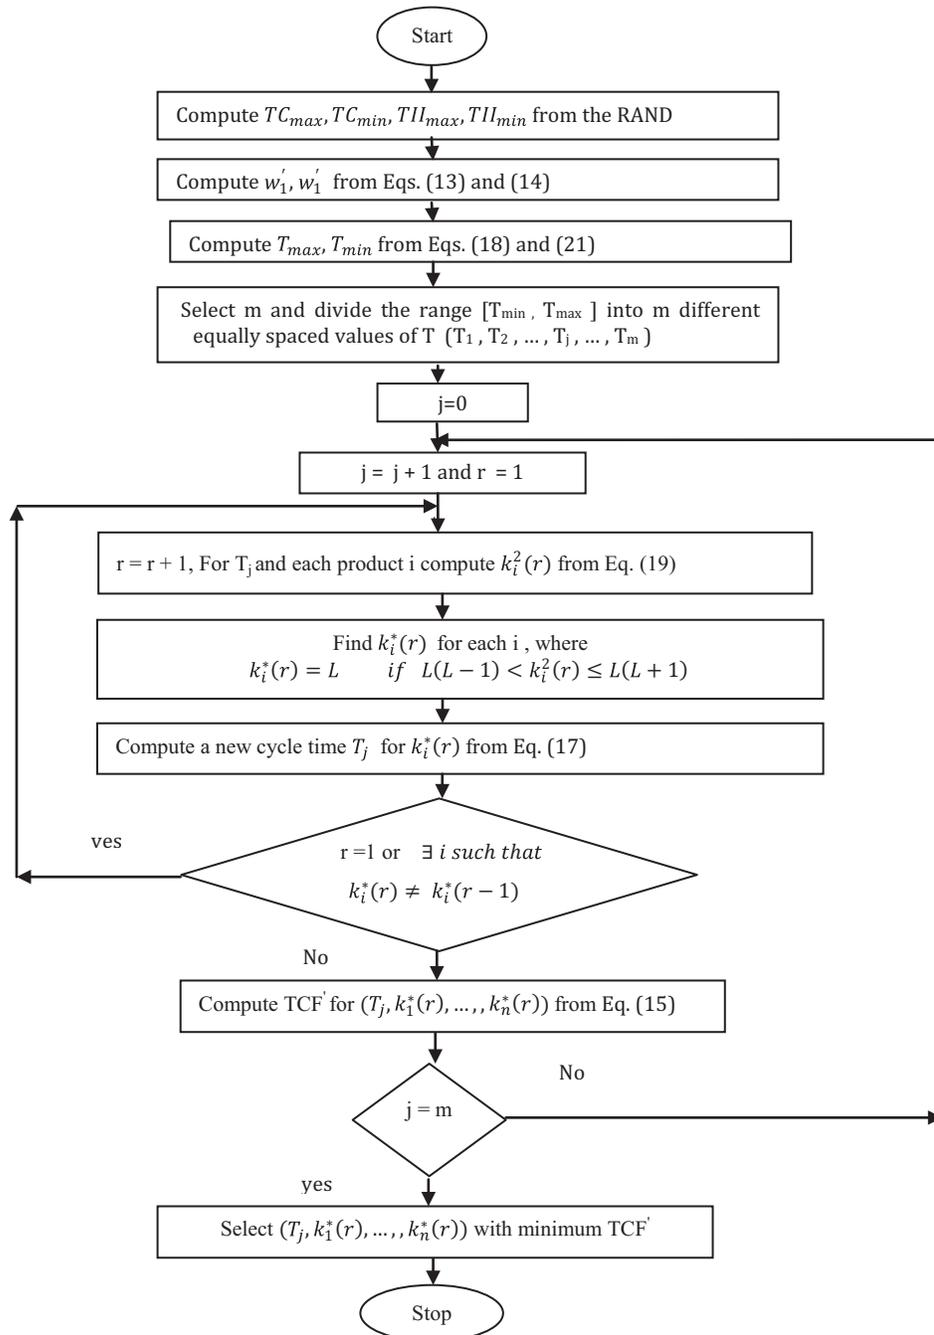 Start
Compute TC_max, TC_min, TII_max, TII_min from the RAND
Compute w₁′, w₁′ from Eqs. (13) and (14)
Compute T_max, T_min from Eqs. (18) and (21)
Select m and divide the range [T_min , T_max ] into m different
equally spaced values of T (T₁ , T₂ , … , T_j , … , T_m )
j=0
j = j + 1 and r = 1
r = r + 1, For T_j and each product i compute k_i^2(r) from Eq. (19)
Find k_i^*(r) for each i , where
k_i^*(r) = L if L(L − 1) < k_i^2(r) ≤ L(L + 1)
Compute a new cycle time T_j for k_i^*(r) from Eq. (17)
yes
r =1 or ∃ i such that
k_i^*(r) ≠ k_i^*(r − 1)
No
Compute TCF' for (T_j, k_1^*(r), … , , k_n^*(r)) from Eq. (15)
No
j = m
yes
Select (T_j, k_1^*(r), … , , k_n^*(r)) with minimum TCF'
Stop